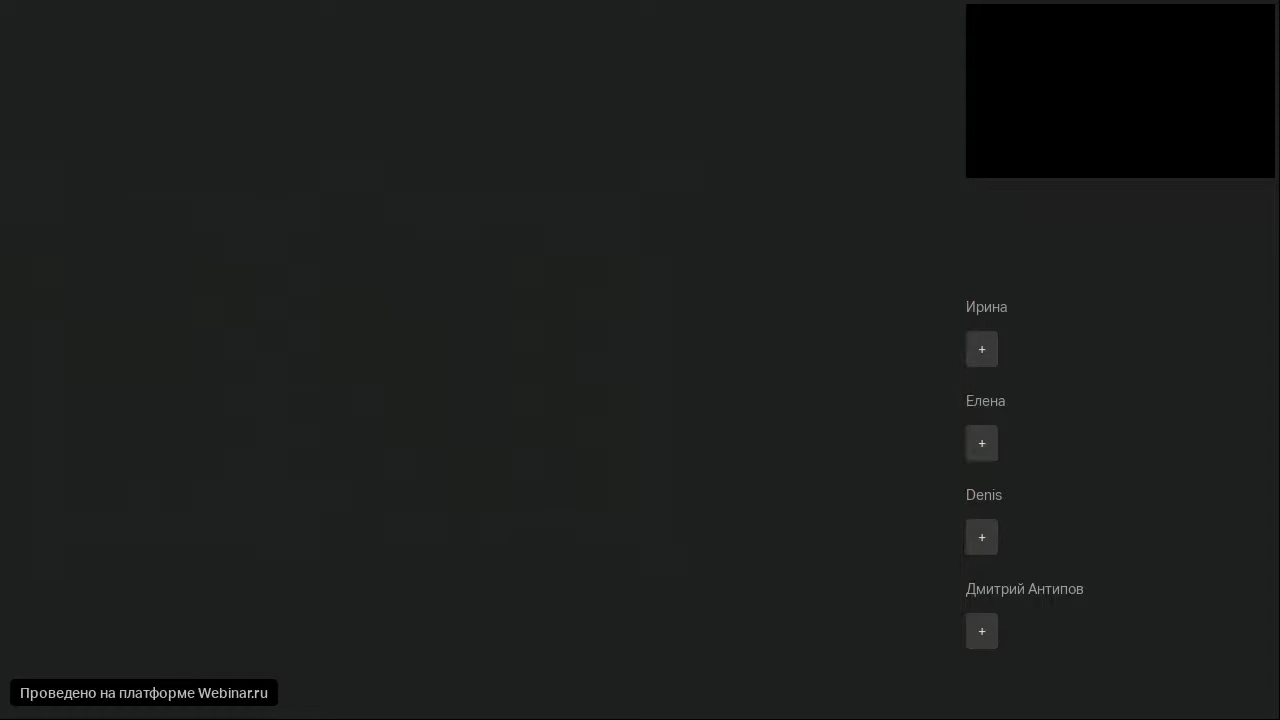 Ирина
+
Елена
+
Denis
+
Дмитрий Антипов
+
Проведено на платформе Webinar.ru